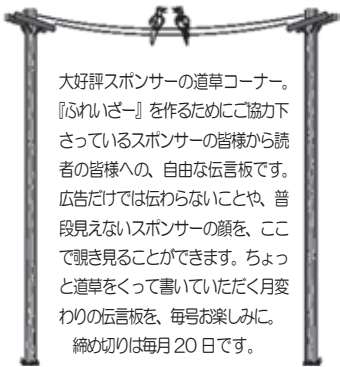 大好評スポンサーの道草コーナー。
『ふれいざー』を作るためにご協力下
さっているスポンサーの皆様から読
者の皆様への、自由な伝言板です。
広告だけでは伝わらないことや、普
段見えないスポンサーの顔を、ここ
で覗き見ることができます。ちょっ
と道草をくって書いていただく月変
わりの伝言板を、毎号お楽しみに。
締め切りは毎月20日です。